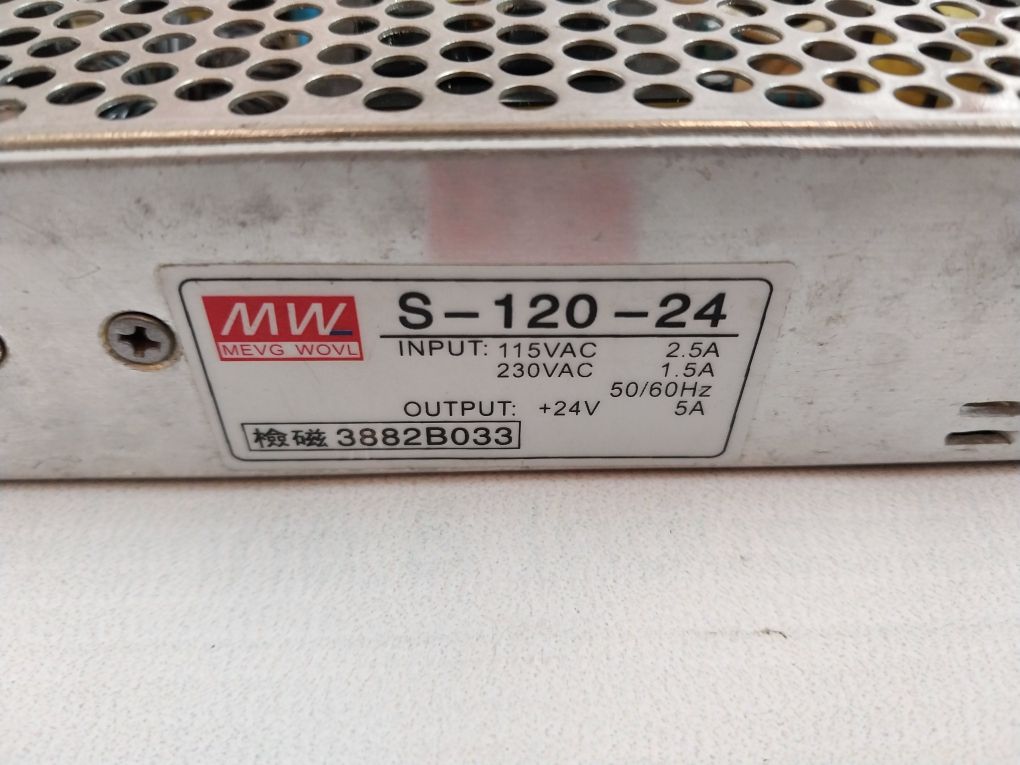 MW
MEVG WOVL
S-120-24
INPUT: 115VAC 2.5A
230VAC 1.5A
50/60Hz
OUTPUT: +24V 5A
檢磁 3882B033